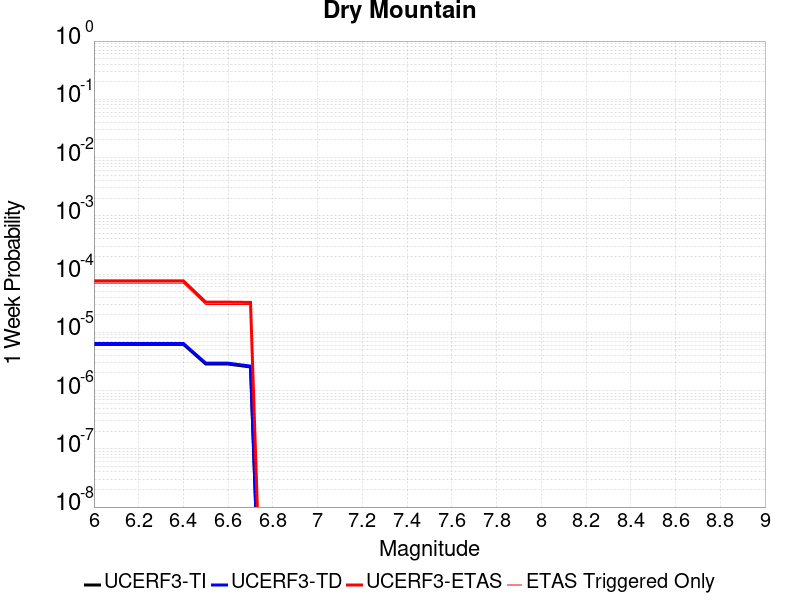 Dry Mountain
10^0
10^-1
10^-2
10^-3
10^-4
10^-5
10^-6
10^-7
10^-8
1 Week Probability
6 6.2 6.4 6.6 6.8 7 7.2 7.4 7.6 7.8 8 8.2 8.4 8.6 8.8 9
Magnitude
UCERF3-TI UCERF3-TD UCERF3-ETAS ETAS Triggered Only